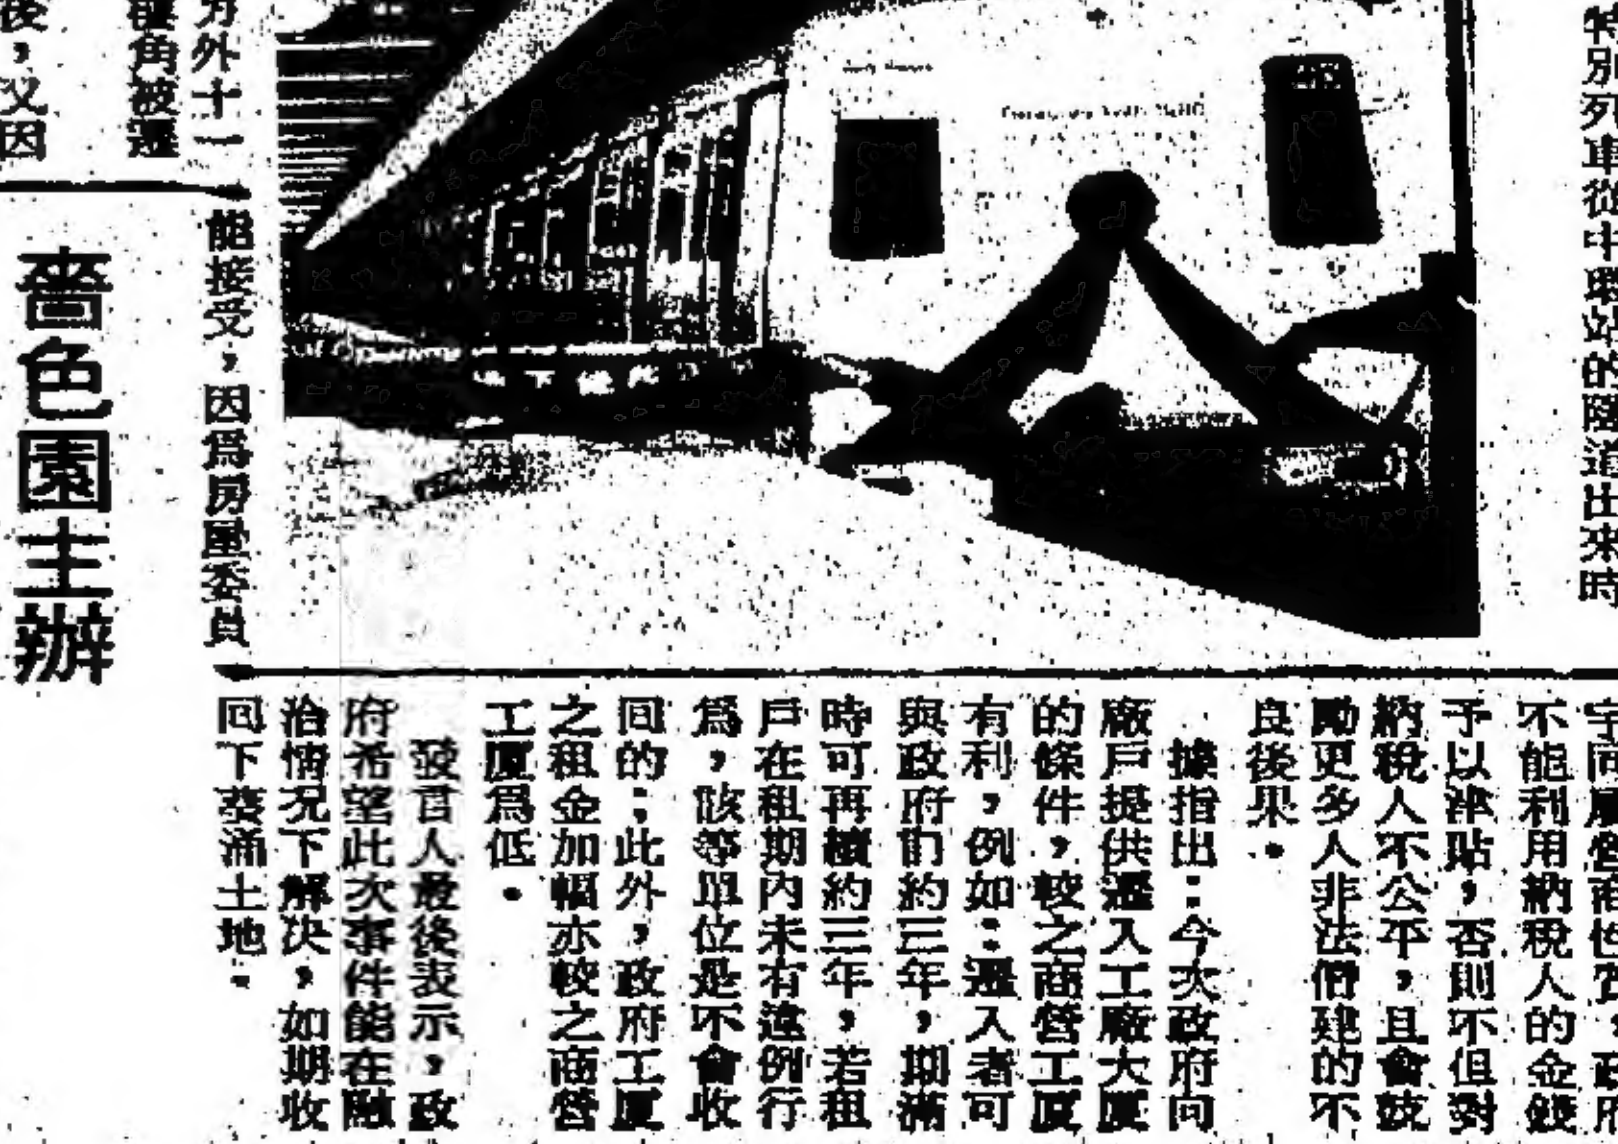 特別列車從中環站的隧道出來時
不能利用納稅人的金錢
予以津貼，否則不但對
納稅人不公平，且會鼓
勵更多人非法僭建的不
良後果．
據指出：今次政府向
廠戶提供遷入工廠大厦
的條件，較之商營工厦
有利，例如：遷入者可
與政府訂約三年，期滿
時可再續約三年，若租
戶在租期內未有違例行
爲，該等單位是不會收
回的；此外，政府工厦
之租金加幅亦較之商營
工厦爲低．
發言人最後表示，政
府希望此次事件能在融
洽情況下解決，如期收
回下葵涌土地．
另外十一
被遷
後，又因
能接受，因爲房屋委員
嗇色園主辦